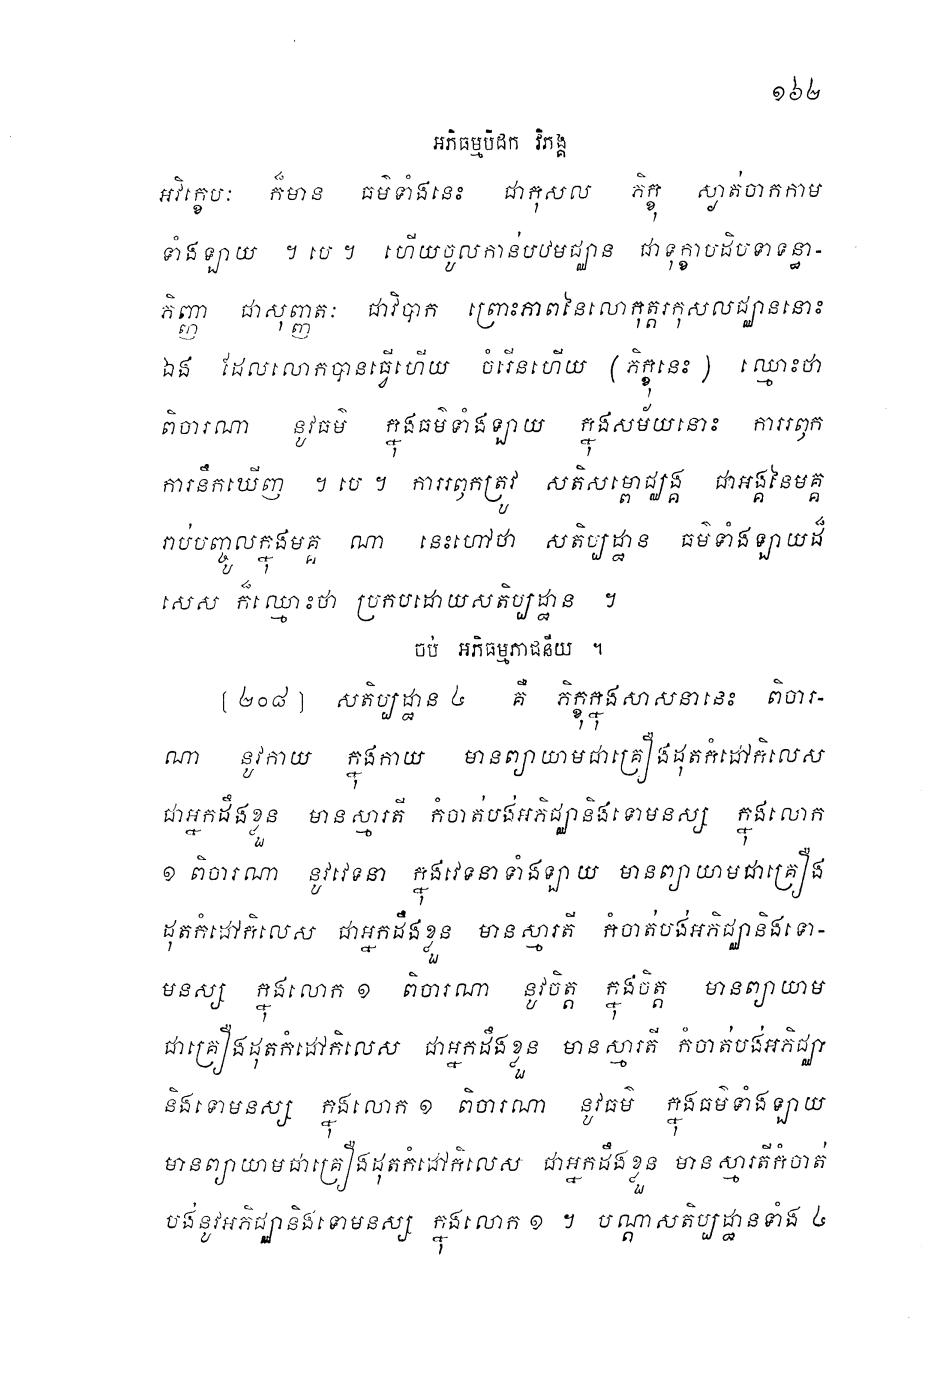 ១៦២
អភិធម្មបិដក វិភង្គ
អវិក្ខេបៈ ក៏មាន ធម៌ទាំងនេះ ជាកុសល ភិក្ខុ ស្ងាត់ចាកកាម
ទាំងឡាយ ។ បេ ។ ហើយចូលកាន់បឋមជ្ឈាន ជាទុក្ខាបដិបទាទន្ធា-
ភិញ្ញា ជាសុញ្ញតៈ ជាវិបាក ព្រោះភាពនៃលោកុត្តរកុសលជ្ឈាននោះ
ឯង ដែលលោកបានធ្វើហើយ ចំរើនហើយ (ភិក្ខុនេះ) ឈ្មោះថា
ពិចារណា នូវធម៌ ក្នុងធម៌ទាំងឡាយ ក្នុងសម័យនោះ ការរឭក
ការនឹកឃើញ ។ បេ ។ ការរឭកត្រូវ សតិសម្ពោជ្ឈង្គ ជាអង្គនៃមគ្គ
រាប់បញ្ចូលក្នុងមគ្គ ណា នេះហៅថា សតិប្បដ្ឋាន ធម៌ទាំងឡាយដ៏
សេស ក៏ឈ្មោះថា ប្រកបដោយសតិប្បដ្ឋាន ។
ចប់ អភិធម្មភាជនីយ ។
[២០៨] សតិប្បដ្ឋាន ៤ គឺ ភិក្ខុក្នុងសាសនានេះ ពិចារ-
ណា នូវកាយ ក្នុងកាយ មានព្យាយាមជាគ្រឿងដុតកំដៅកិលេស
ជាអ្នកដឹងខ្លួន មានស្មារតី កំចាត់បង់អភិជ្ឈានិងទោមនស្ស ក្នុងលោក
១ ពិចារណា នូវវេទនា ក្នុងវេទនាទាំងឡាយ មានព្យាយាមជាគ្រឿង
ដុតកំដៅកិលេស ជាអ្នកដឹងខ្លួន មានស្មារតី កំចាត់បង់អភិជ្ឈានិងទោ-
មនស្ស ក្នុងលោក ១ ពិចារណា នូវចិត្ត ក្នុងចិត្ត មានព្យាយាម
ជាគ្រឿងដុតកំដៅកិលេស ជាអ្នកដឹងខ្លួន មានស្មារតី កំចាត់បង់អភិជ្ឈា
និងទោមនស្ស ក្នុងលោក ១ ពិចារណា នូវធម៌ ក្នុងធម៌ទាំងឡាយ
មានព្យាយាមជាគ្រឿងដុតកំដៅកិលេស ជាអ្នកដឹងខ្លួន មានស្មារតីកំចាត់
បង់នូវអភិជ្ឈានិងទោមនស្ស ក្នុងលោក ១ ។ បណ្តាសតិប្បដ្ឋានទាំង ៤